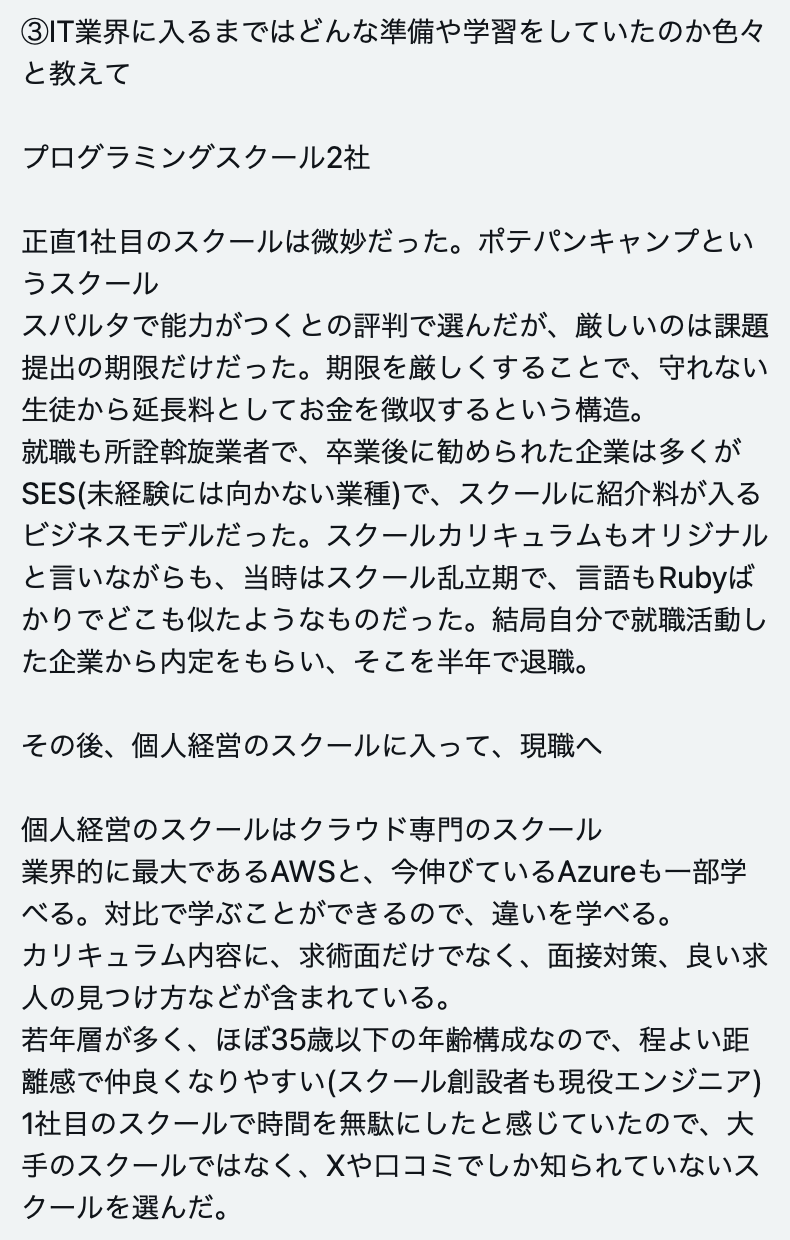 ③IT業界に入るまではどんな準備や学習をしていたのか色々
と教えて
プログラミングスクール2社
正直1社目のスクールは微妙だった。ポテパンキャンプとい
うスクール
スパルタで能力がつくとの評判で選んだが、厳しいのは課題
提出の期限だけだった。期限を厳しくすることで、守れない
生徒から延長料としてお金を徴収するという構造。
就職も所詮斡旋業者で、卒業後に勧められた企業は多くが
SES(未経験には向かない業種)で、スクールに紹介料が入る
ビジネスモデルだった。スクールカリキュラムもオリジナル
と言いながらも、当時はスクール乱立期で、言語もRubyば
かりでどこも似たようなものだった。結局自分で就職活動し
た企業から内定をもらい、そこを半年で退職。
その後、個人経営のスクールに入って、現職へ
個人経営のスクールはクラウド専門のスクール
業界的に最大であるAWSと、今伸びているAzureも一部学
べる。対比で学ぶことができるので、違いを学べる。
カリキュラム内容に、求術面だけでなく、面接対策、良い求
人の見つけ方などが含まれている。
若年層が多く、ほぼ35歳以下の年齢構成なので、程よい距
離感で仲良くなりやすい(スクール創設者も現役エンジニア)
1社目のスクールで時間を無駄にしたと感じていたので、大
手のスクールではなく、Xや口コミでしか知られていないス
クールを選んだ。